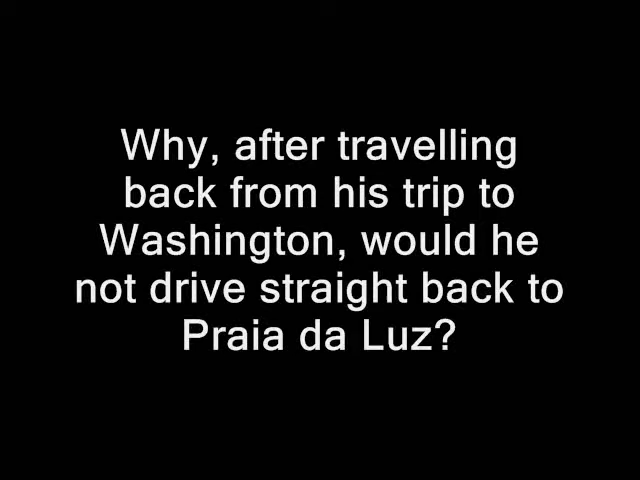 Why, after travelling
back from his trip to
Washington, would he
not drive straight back to
Praia da Luz?